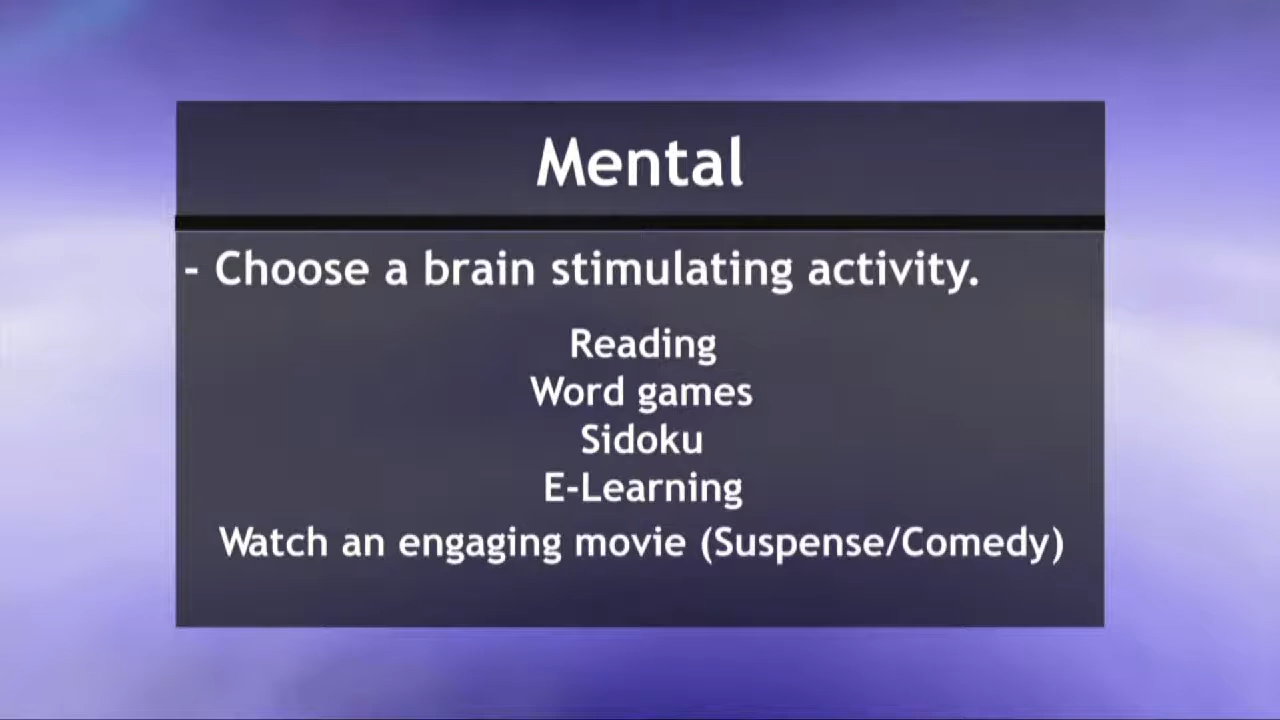 Mental
- Choose a brain stimulating activity.
Reading
Word games
Sidoku
E-Learning
Watch an engaging movie (Suspense/Comedy)